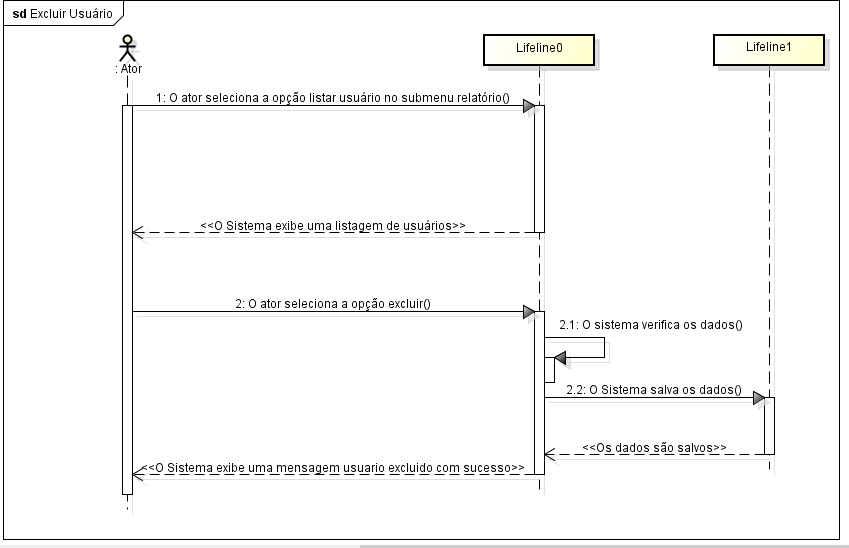 sd Excluir Usuário
: Ator
Lifeline0
Lifeline1
1: O ator seleciona a opção listar usuário no submenu relatório()
<<O Sistema exibe uma listagem de usuários>>
2: O ator seleciona a opção excluir()
2.1: O sistema verifica os dados()
2.2: O Sistema salva os dados()
<<Os dados são salvos>>
<<O Sistema exibe uma mensagem usuario excluido com sucesso>>